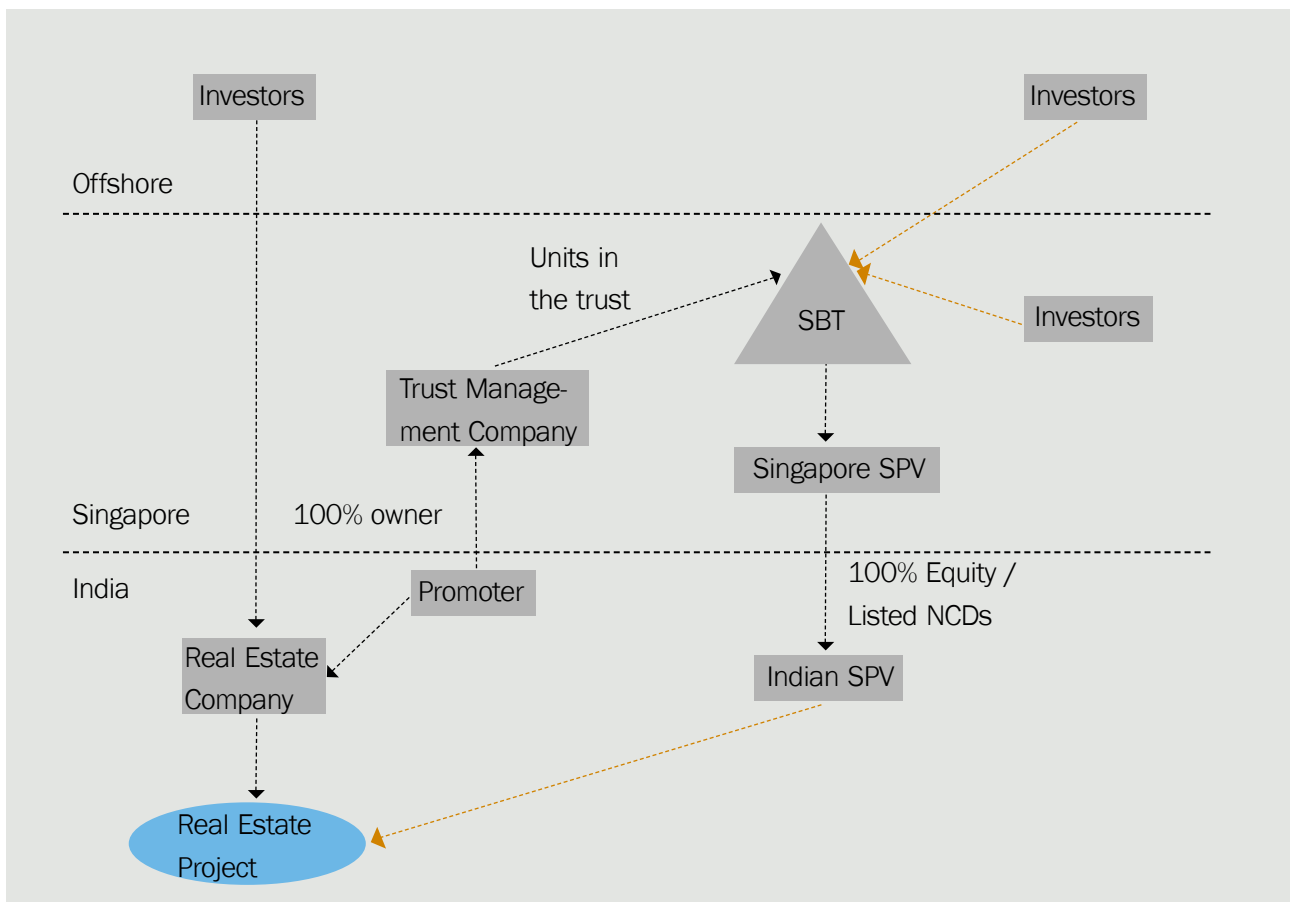 Investors
Investors
Offshore
Units in
the trust
SBT
Investors
Trust Manage-
ment Company
Singapore SPV
Singapore
100% owner
India
Promoter
100% Equity /
Listed NCDs
Real Estate
Company
Indian SPV
Real Estate
Project